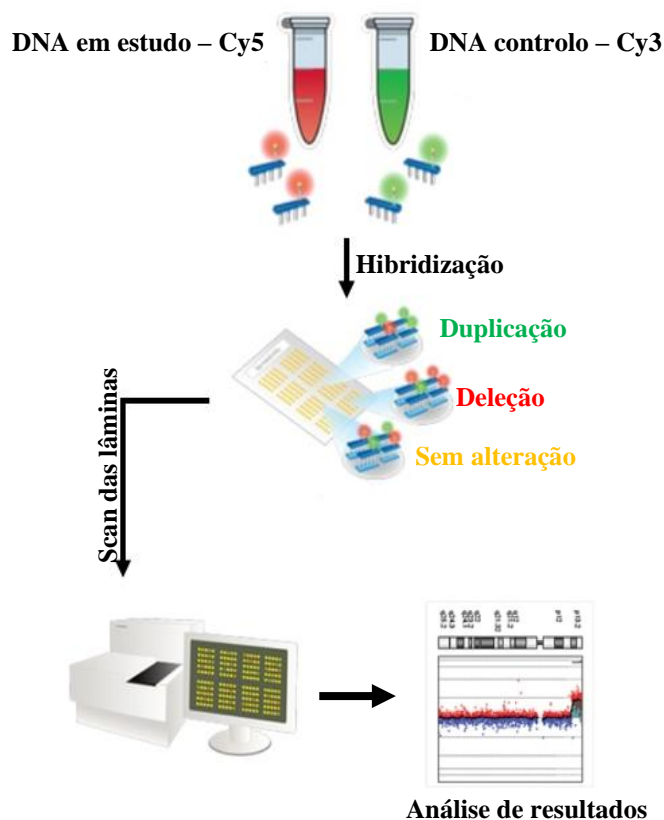 DNA em estudo – Cy5
DNA controlo – Cy3
Hibridização
Duplicação
Deleção
Sem alteração
Scan das lâminas
Análise de resultados